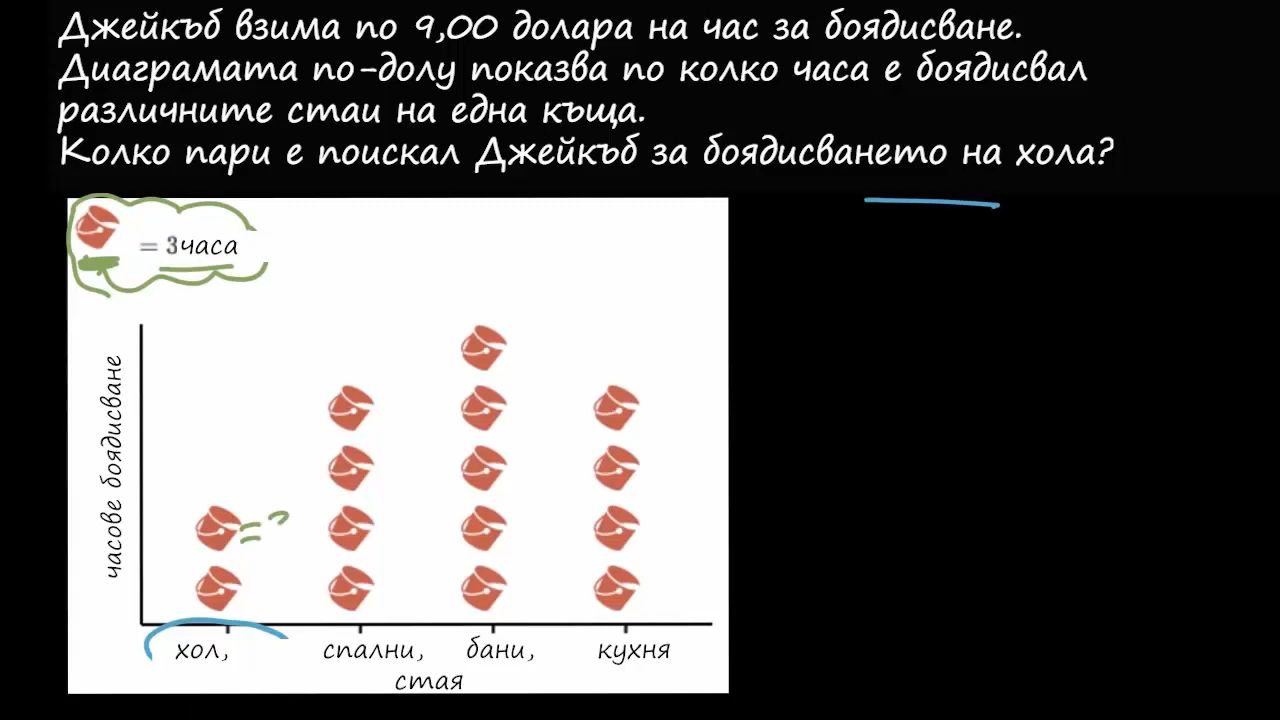 Джейкъб взима по 9,00 долара на час за боядисване.
Диаграмата по-долу показва по колко часа е боядисвал
различните стаи на една къща.
Колко пари е поискал Джейкъб за боядисването на хола?
= 3часа
часове боядисване
= ?
хол, спални, бани, кухня
стая